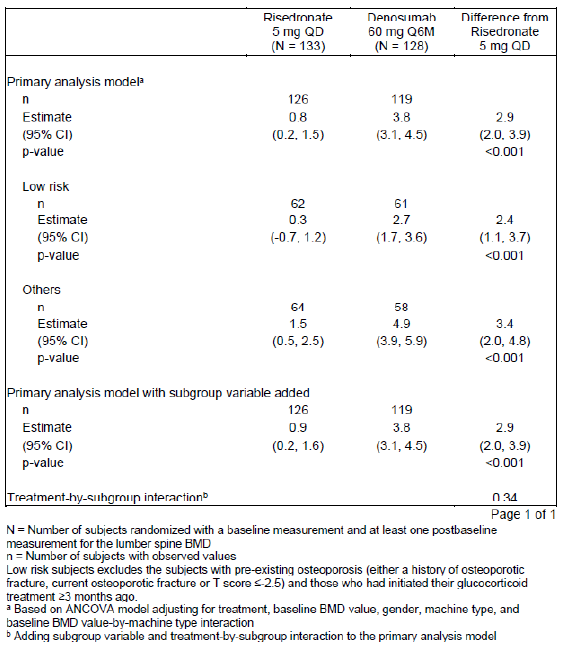 Risedronate Denosumab Difference from
5 mg QD 60 mg Q6M Risedronate
(N = 133) (N = 128) 5 mg QD
Primary analysis modelᵃ
n 126 119
Estimate 0.8 3.8 2.9
(95% CI) (0.2, 1.5) (3.1, 4.5) (2.0, 3.9)
p-value <0.001
Low risk
n 62 61
Estimate 0.3 2.7 2.4
(95% CI) (-0.7, 1.2) (1.7, 3.6) (1.1, 3.7)
p-value <0.001
Others
n 64 58
Estimate 1.5 4.9 3.4
(95% CI) (0.5, 2.5) (3.9, 5.9) (2.0, 4.8)
p-value <0.001
Primary analysis model with subgroup variable added
n 126 119
Estimate 0.9 3.8 2.9
(95% CI) (0.2, 1.6) (3.1, 4.5) (2.0, 3.9)
p-value <0.001
Treatment-by-subgroup interactionᵇ 0.34
Page 1 of 1
N = Number of subjects randomized with a baseline measurement and at least one postbaseline
measurement for the lumber spine BMD
n = Number of subjects with observed values
Low risk subjects excludes the subjects with pre-existing osteoporosis (either a history of osteoporotic
fracture, current osteoporotic fracture or T score ≤-2.5) and those who had initiated their glucocorticoid
treatment ≥3 months ago.
ᵃ Based on ANCOVA model adjusting for treatment, baseline BMD value, gender, machine type, and
baseline BMD value-by-machine type interaction
ᵇ Adding subgroup variable and treatment-by-subgroup interaction to the primary analysis model